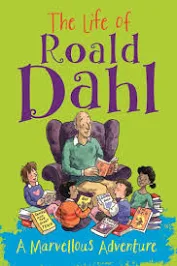 The Life of
Roald
Dahl
A Marvellous Adventure